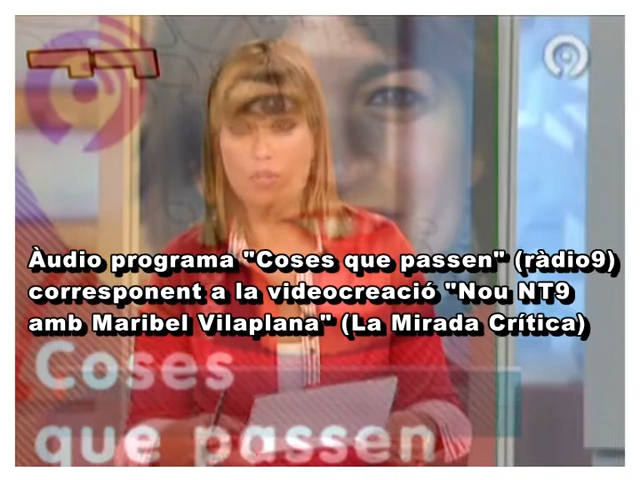 Àudio programa "Coses que passen" (ràdio9)
corresponent a la videocreació "Nou NT9
amb Maribel Vilaplana" (La Mirada Crítica)
Coses
que passen